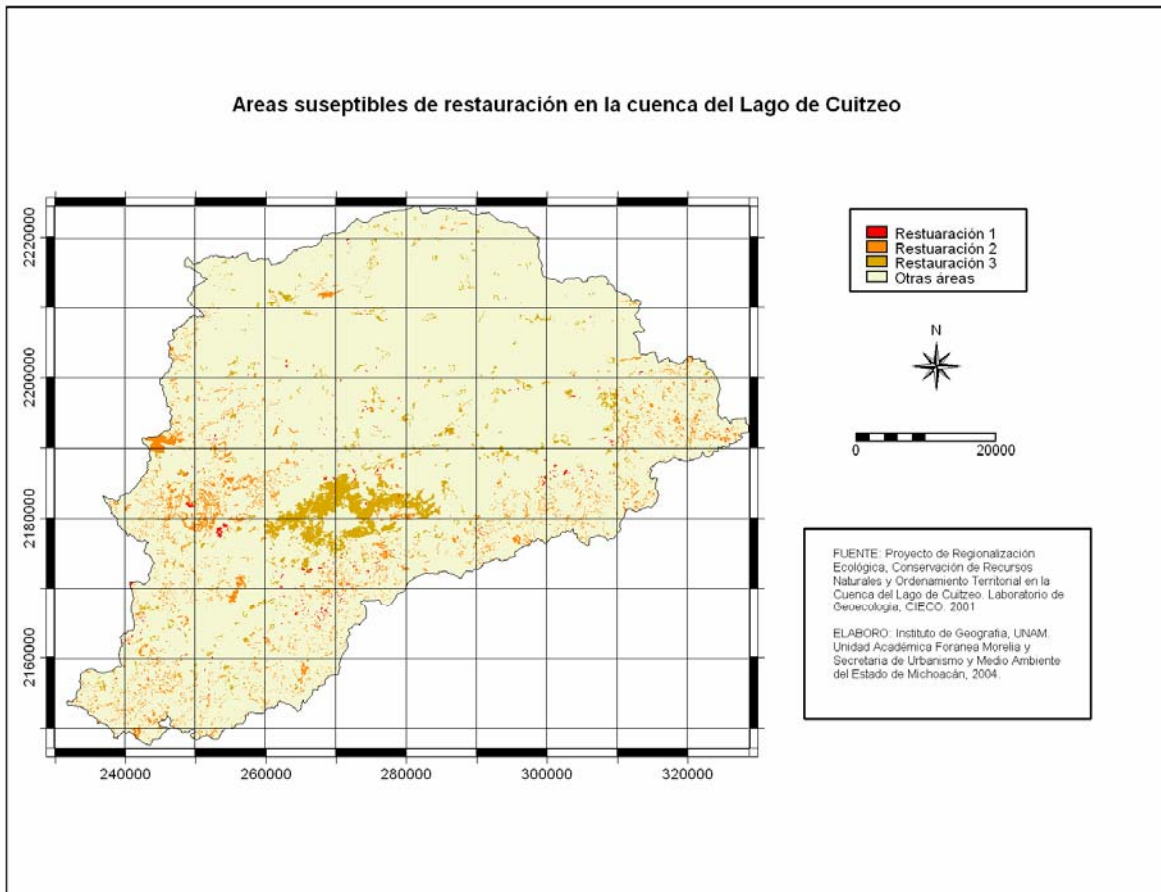 Areas suseptibles de restauración en la cuenca del Lago de Cuitzeo
Restuaración 1
Restuaración 2
Restauración 3
Otras áreas
N
0
20000
FUENTE: Proyecto de Regionalización
Ecológica, Conservación de Recursos
Naturales y Ordenamiento Territorial en la
Cuenca del Lago de Cuitzeo. Laboratorio de
Geoecología, CIECO. 2001
ELABORO: Instituto de Geografía, UNAM.
Unidad Académica Foranea Morelia y
Secretaria de Urbanismo y Medio Ambiente
del Estado de Michoacán, 2004.
2220000
2200000
2180000
2160000
240000
260000
280000
300000
320000